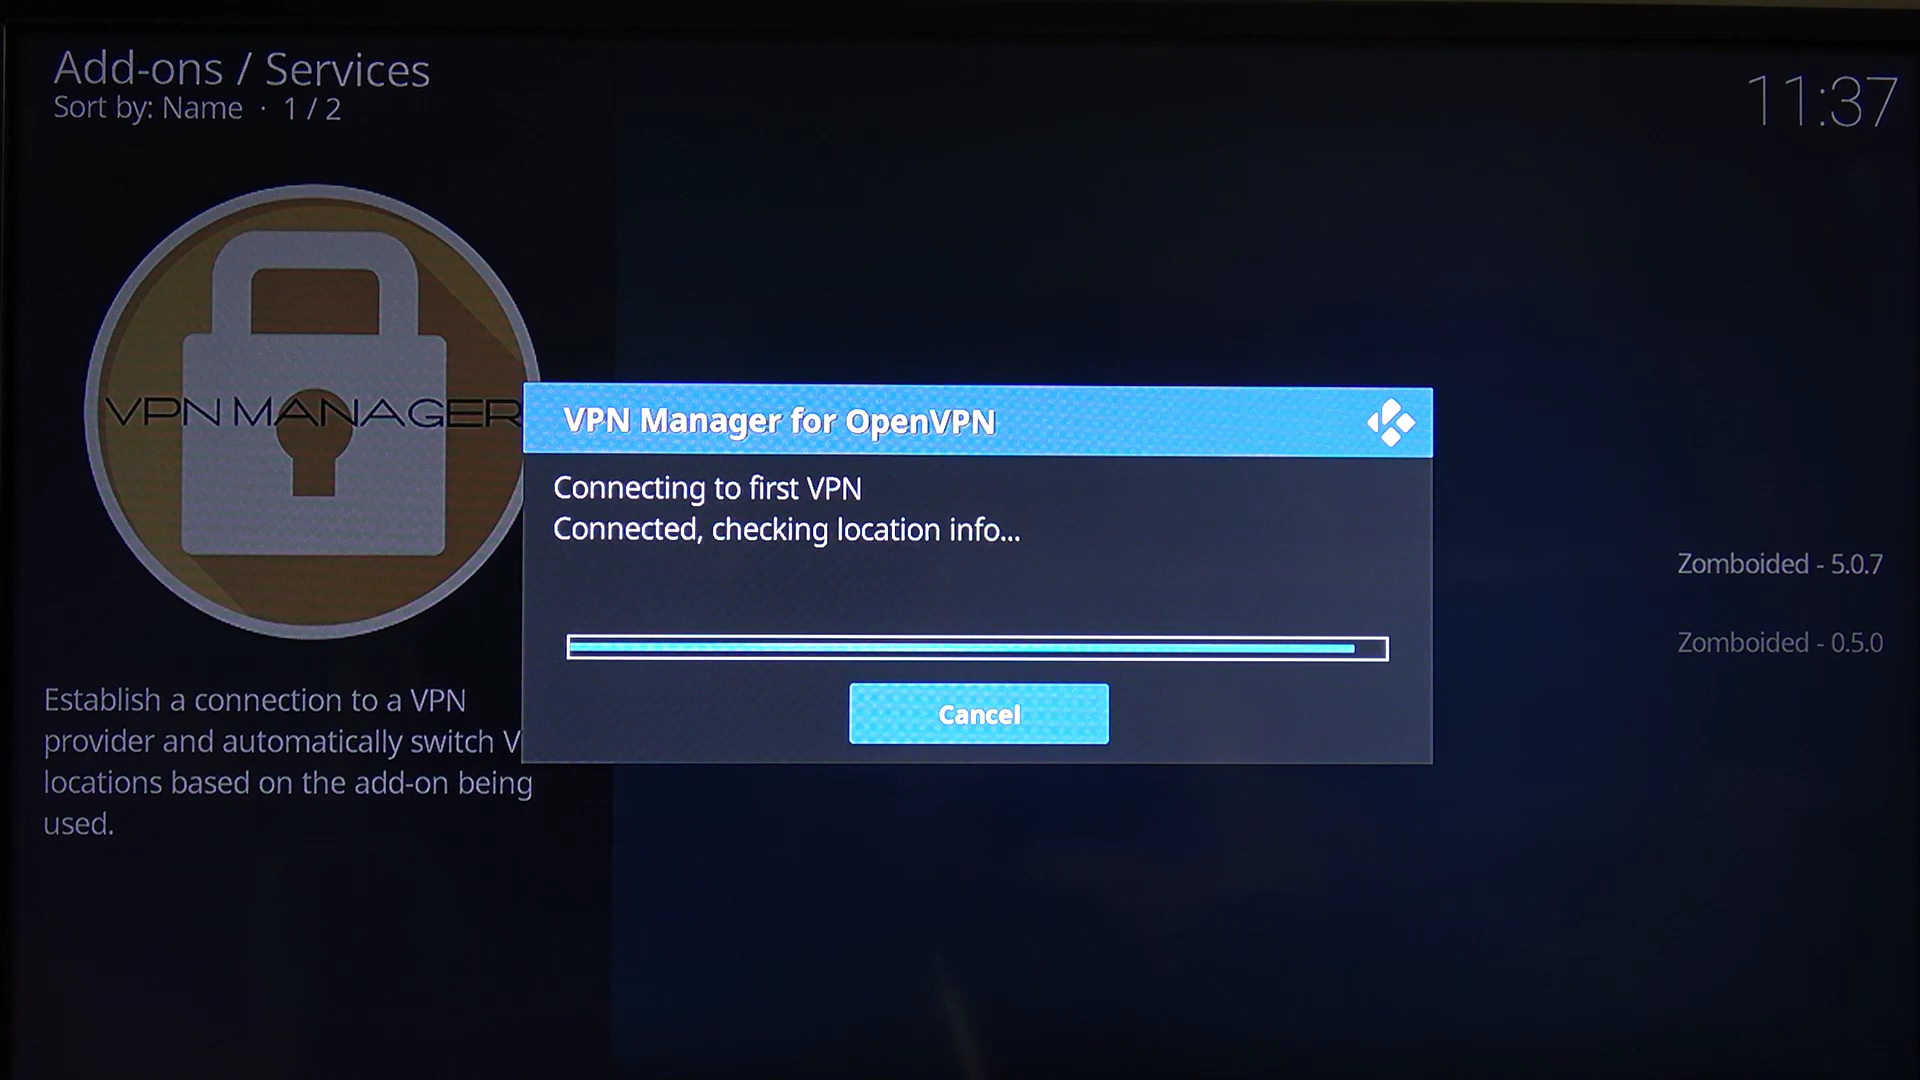 Add-ons / Services
Sort by: Name · 1 / 2
11:37
VPN MANAGER
VPN Manager for OpenVPN
Connecting to first VPN
Connected, checking location info...
Cancel
Zomboided - 5.0.7
Zomboided - 0.5.0
Establish a connection to a VPN
provider and automatically switch V
locations based on the add-on being
used.